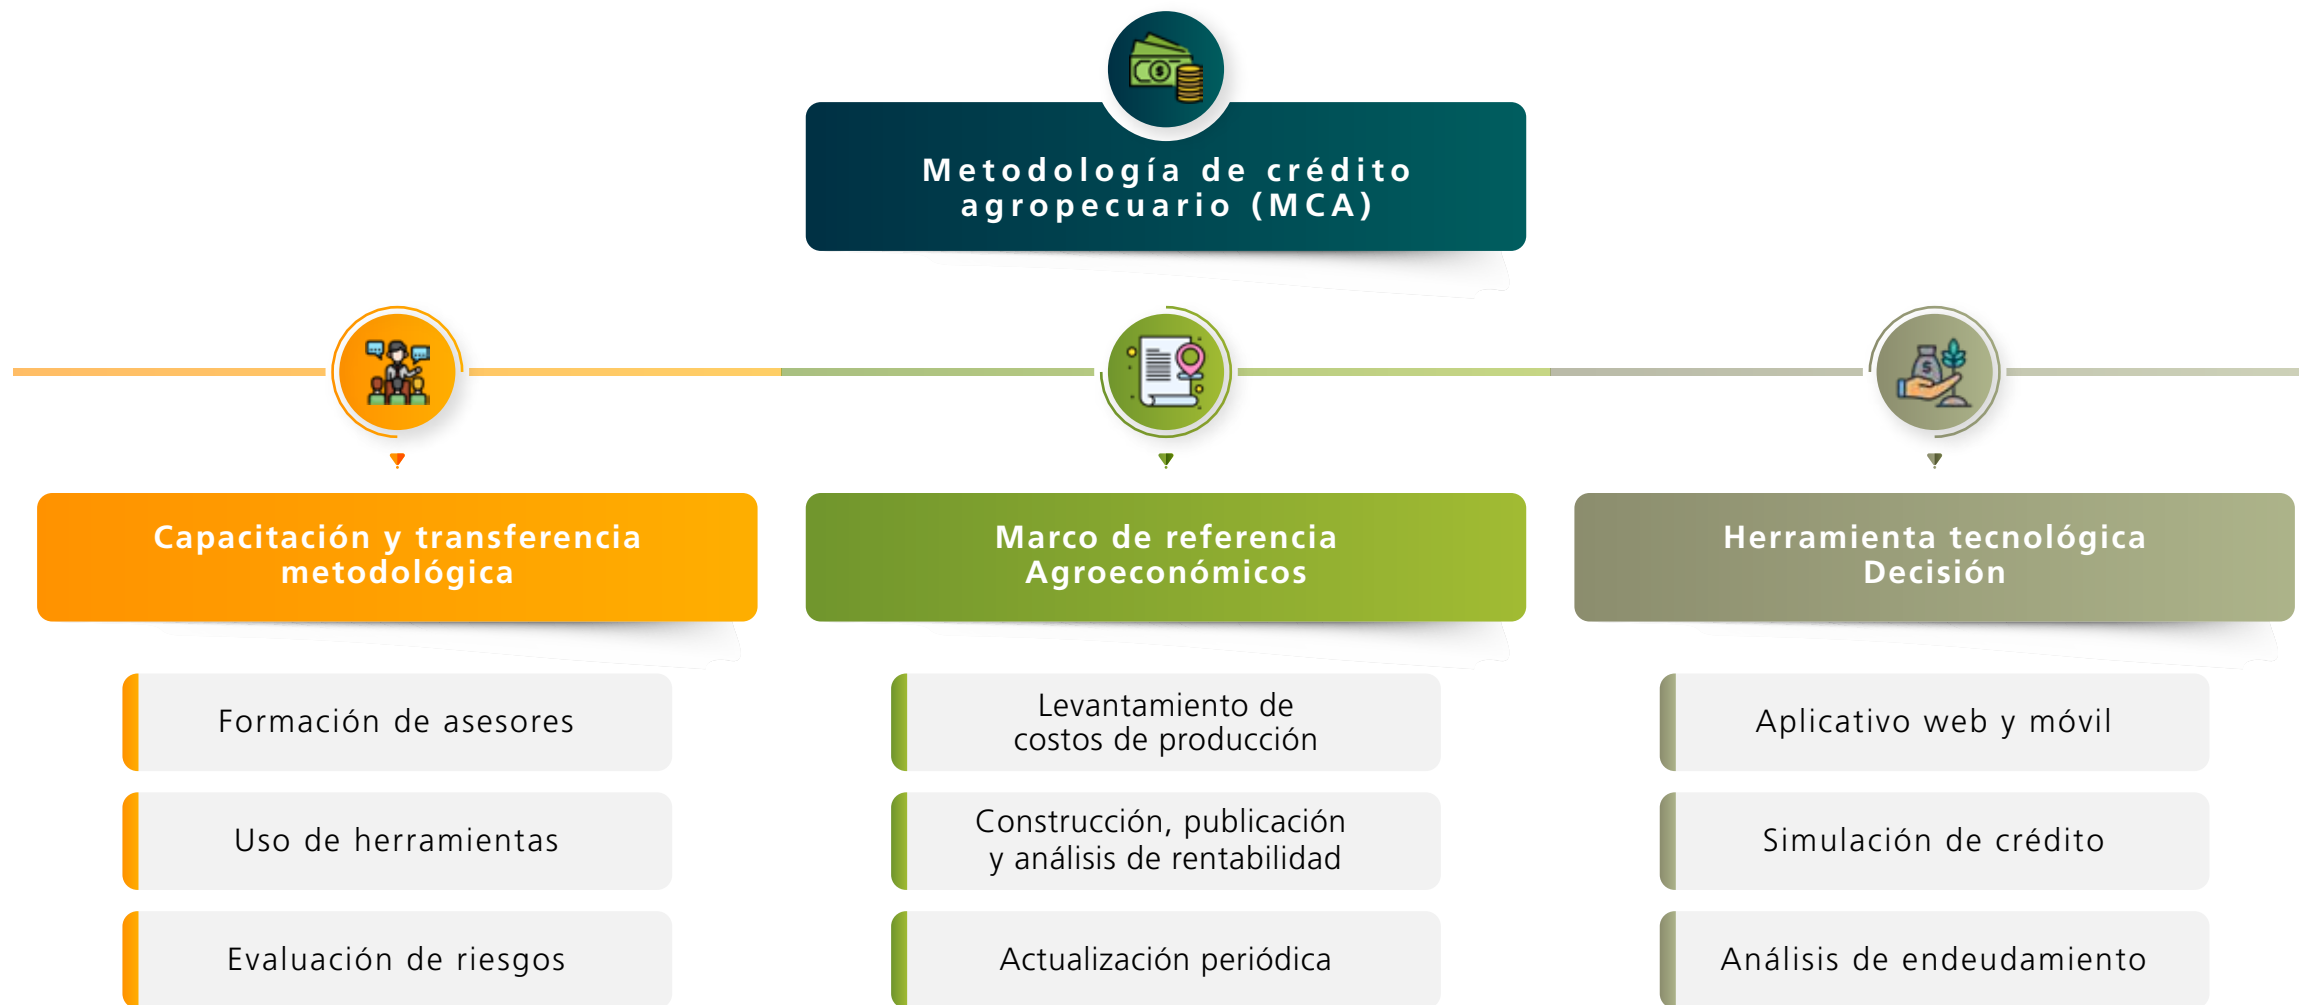 Metodología de crédito
agropecuario (MCA)
Capacitación y transferencia
metodológica
Formación de asesores
Uso de herramientas
Evaluación de riesgos
Marco de referencia
Agroeconómicos
Levantamiento de
costos de producción
Construcción, publicación
y análisis de rentabilidad
Actualización periódica
Herramienta tecnológica
Decisión
Aplicativo web y móvil
Simulación de crédito
Análisis de endeudamiento